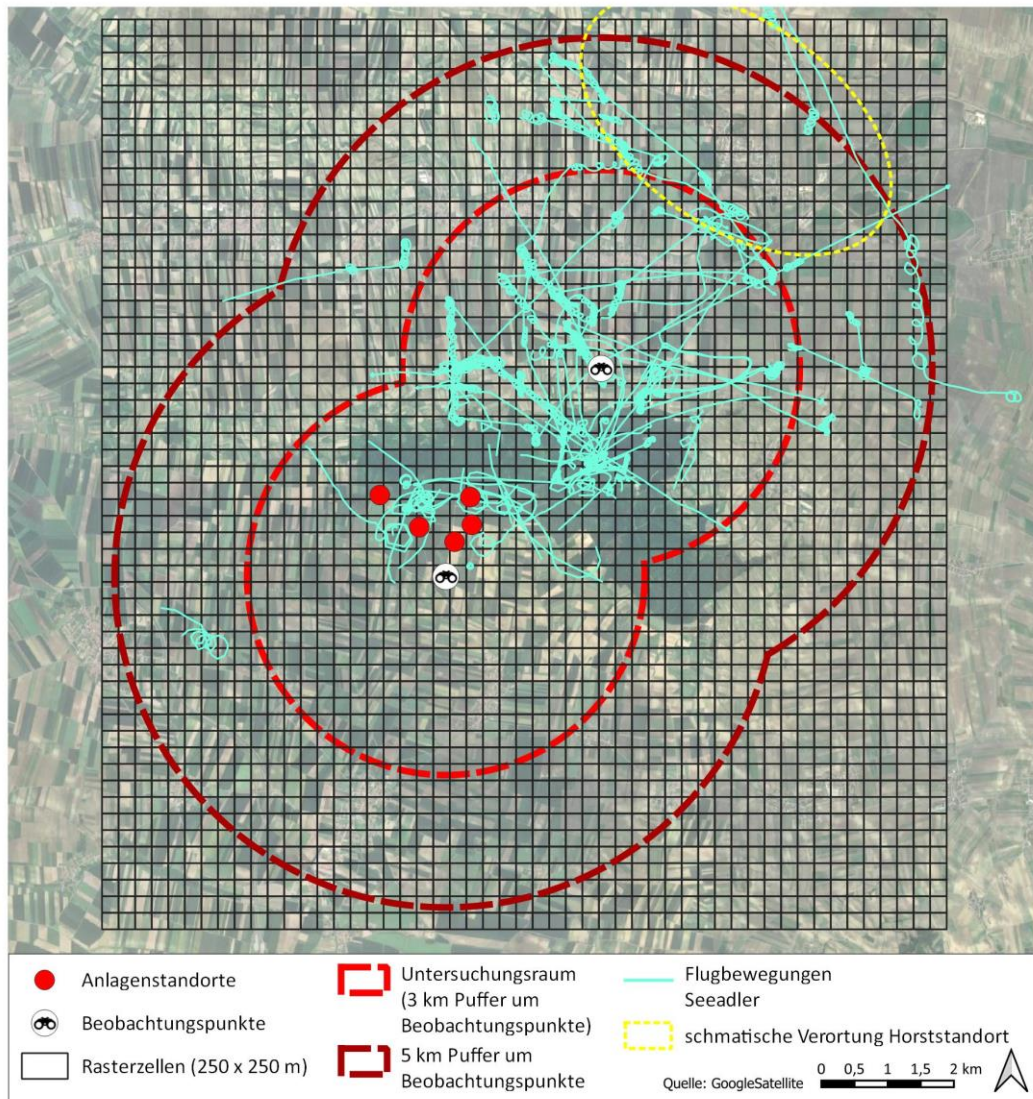 Anlagenstandorte
Beobachtungspunkte
Rasterzellen (250 x 250 m)
Untersuchungsraum
(3 km Puffer um
Beobachtungspunkte)
5 km Puffer um
Beobachtungspunkte
Flugbewegungen
Seeadler
schmatische Verortung Horststandort
Quelle: GoogleSatellite
0 0,5 1 1,5 2 km